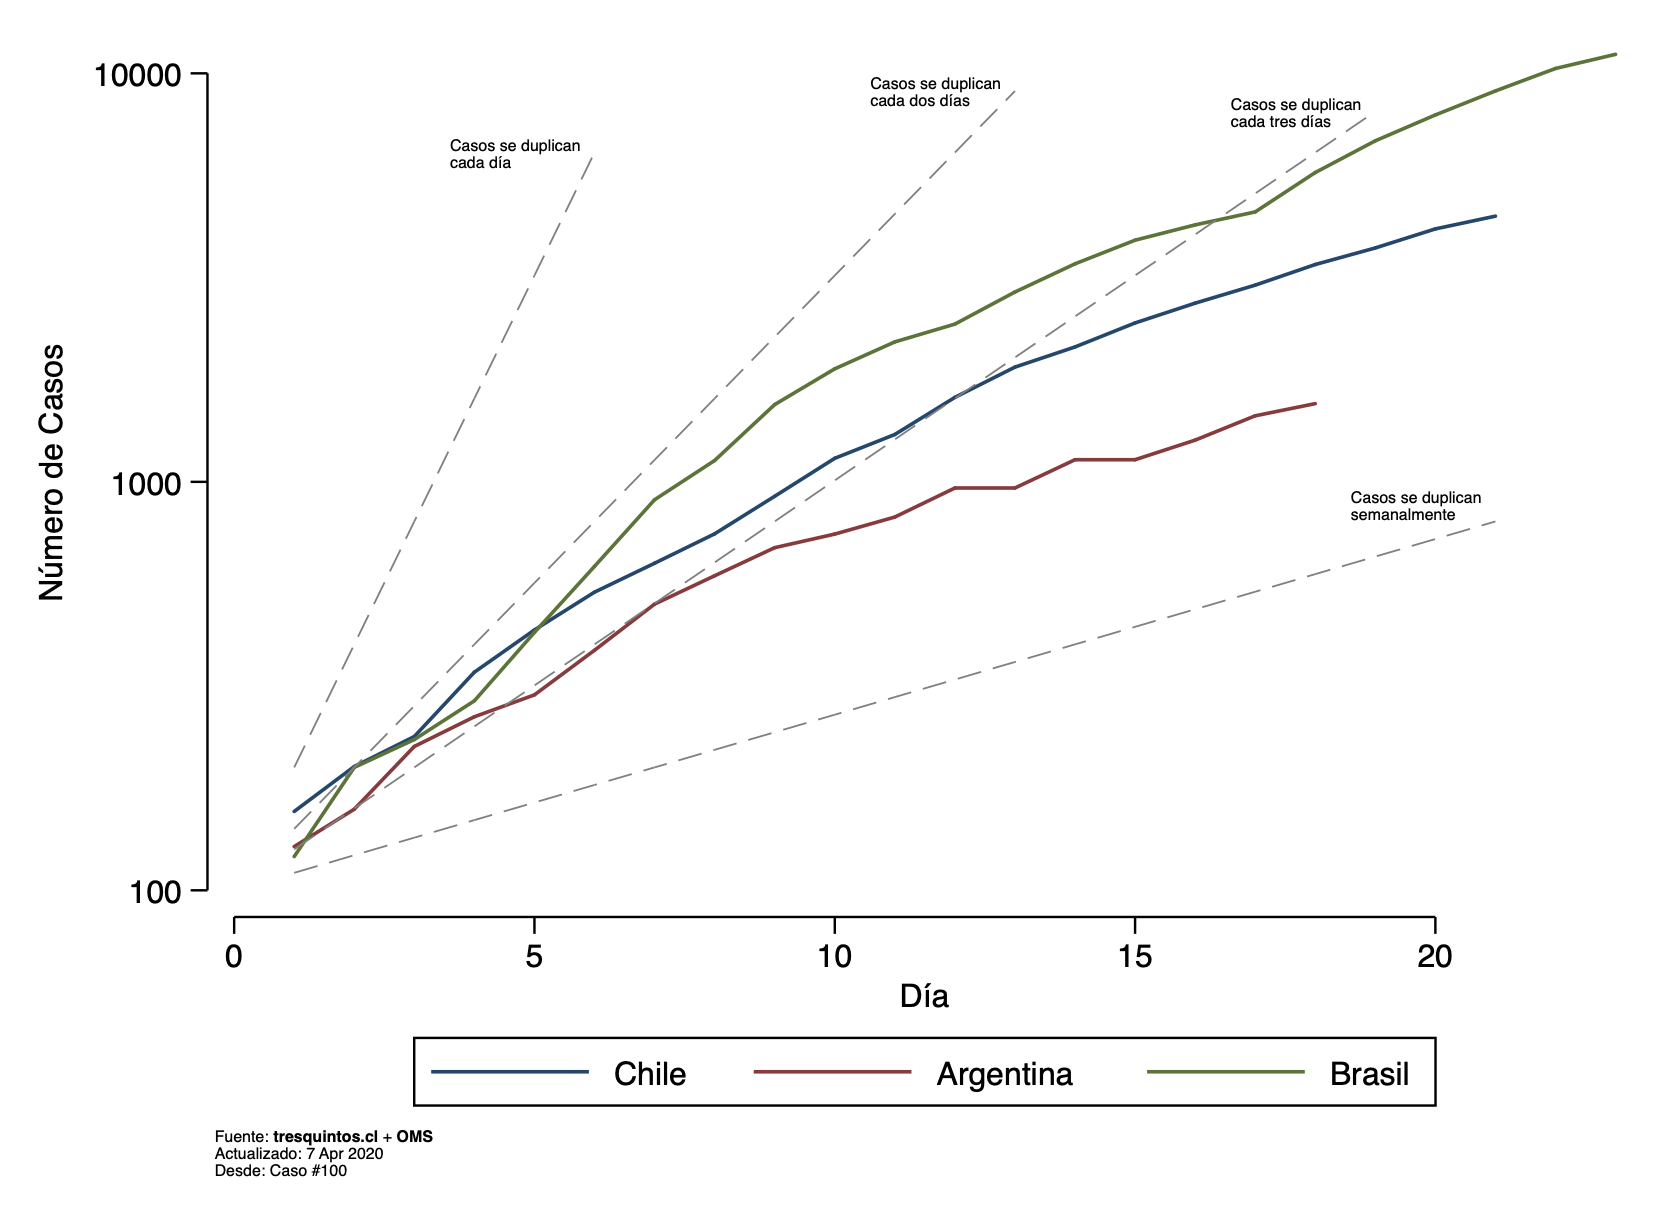 10000
1000
100
Número de Casos
Casos se duplican
cada día
Casos se duplican
cada dos días
Casos se duplican
cada tres días
Casos se duplican
semanalmente
0 5 10 15 20
Día
Chile Argentina Brasil
Fuente: tresquintos.cl + OMS
Actualizado: 7 Apr 2020
Desde: Caso #100